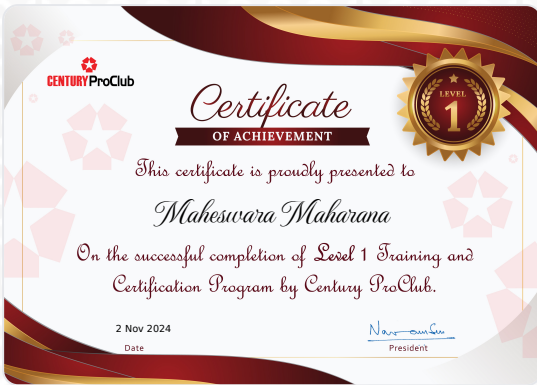 CENTURY ProClub
Certificate
OF ACHIEVEMENT
LEVEL
1
This certificate is proudly presented to
Maheswara Maharana
On the successful completion of Level 1 Training and
Certification Program by Century ProClub.
2 Nov 2024
Date
President